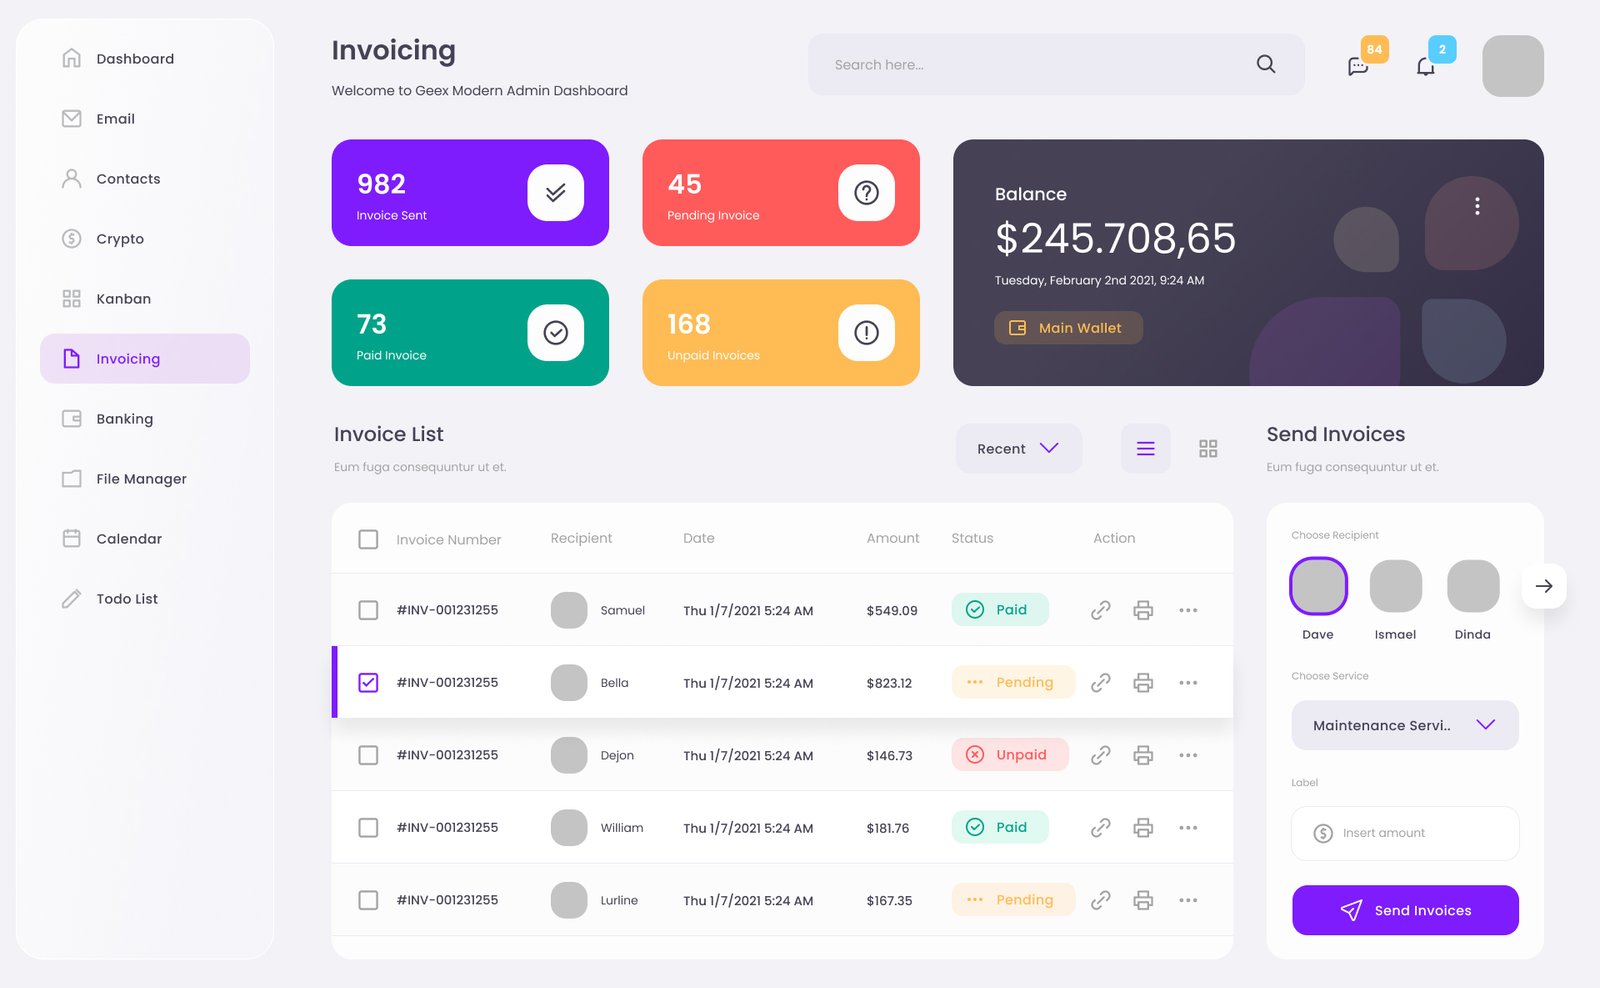 Dashboard
Email
Contacts
Crypto
Kanban
Invoicing
Banking
File Manager
Calendar
Todo List
Invoicing
Welcome to Geex Modern Admin Dashboard
Search here...
84
2
982
Invoice Sent
45
Pending Invoice
73
Paid Invoice
168
Unpaid Invoices
Balance
$245.708,65
Tuesday, February 2nd 2021, 9:24 AM
Main Wallet
Invoice List
Eum fuga consequuntur ut et.
Recent
Invoice Number Recipient Date Amount Status Action
#INV-001231255 Samuel Thu 1/7/2021 5:24 AM $549.09 Paid
#INV-001231255 Bella Thu 1/7/2021 5:24 AM $823.12 Pending
#INV-001231255 Dejon Thu 1/7/2021 5:24 AM $146.73 Unpaid
#INV-001231255 William Thu 1/7/2021 5:24 AM $181.76 Paid
#INV-001231255 Lurline Thu 1/7/2021 5:24 AM $167.35 Pending
Send Invoices
Eum fuga consequuntur ut et.
Choose Recipient
Dave Ismael Dinda
Choose Service
Maintenance Servi..
Label
Insert amount
Send Invoices